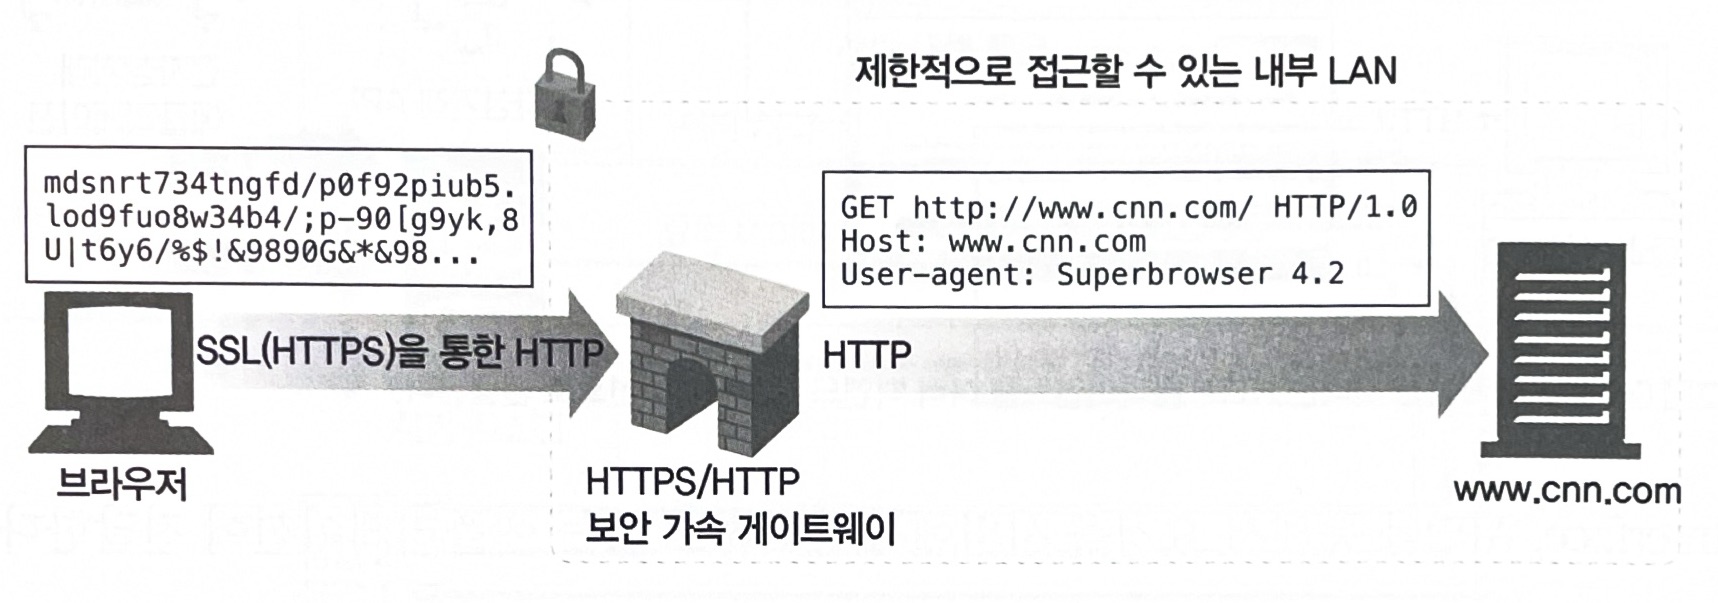 제한적으로 접근할 수 있는 내부 LAN
mdsnrt734tngfd/p0f92piub5.
lod9fuo8w34b4/;p-90[g9yk,8
U|t6y6/%$!&9890G&*&98...
GET http://www.cnn.com/ HTTP/1.0
Host: www.cnn.com
User-agent: Superbrowser 4.2
SSL(HTTPS)을 통한 HTTP
HTTP
브라우저
HTTPS/HTTP
보안 가속 게이트웨이
www.cnn.com